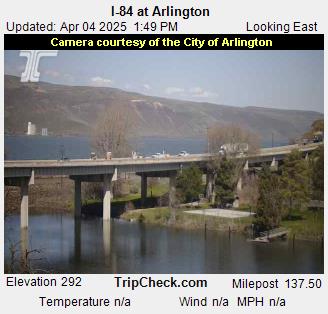 I-84 at Arlington
Updated: Apr 04 2025 1:49 PM Looking East
Camera courtesy of the City of Arlington
Elevation 292 TripCheck.com Milepost 137.50
Temperature n/a Wind n/a MPH n/a